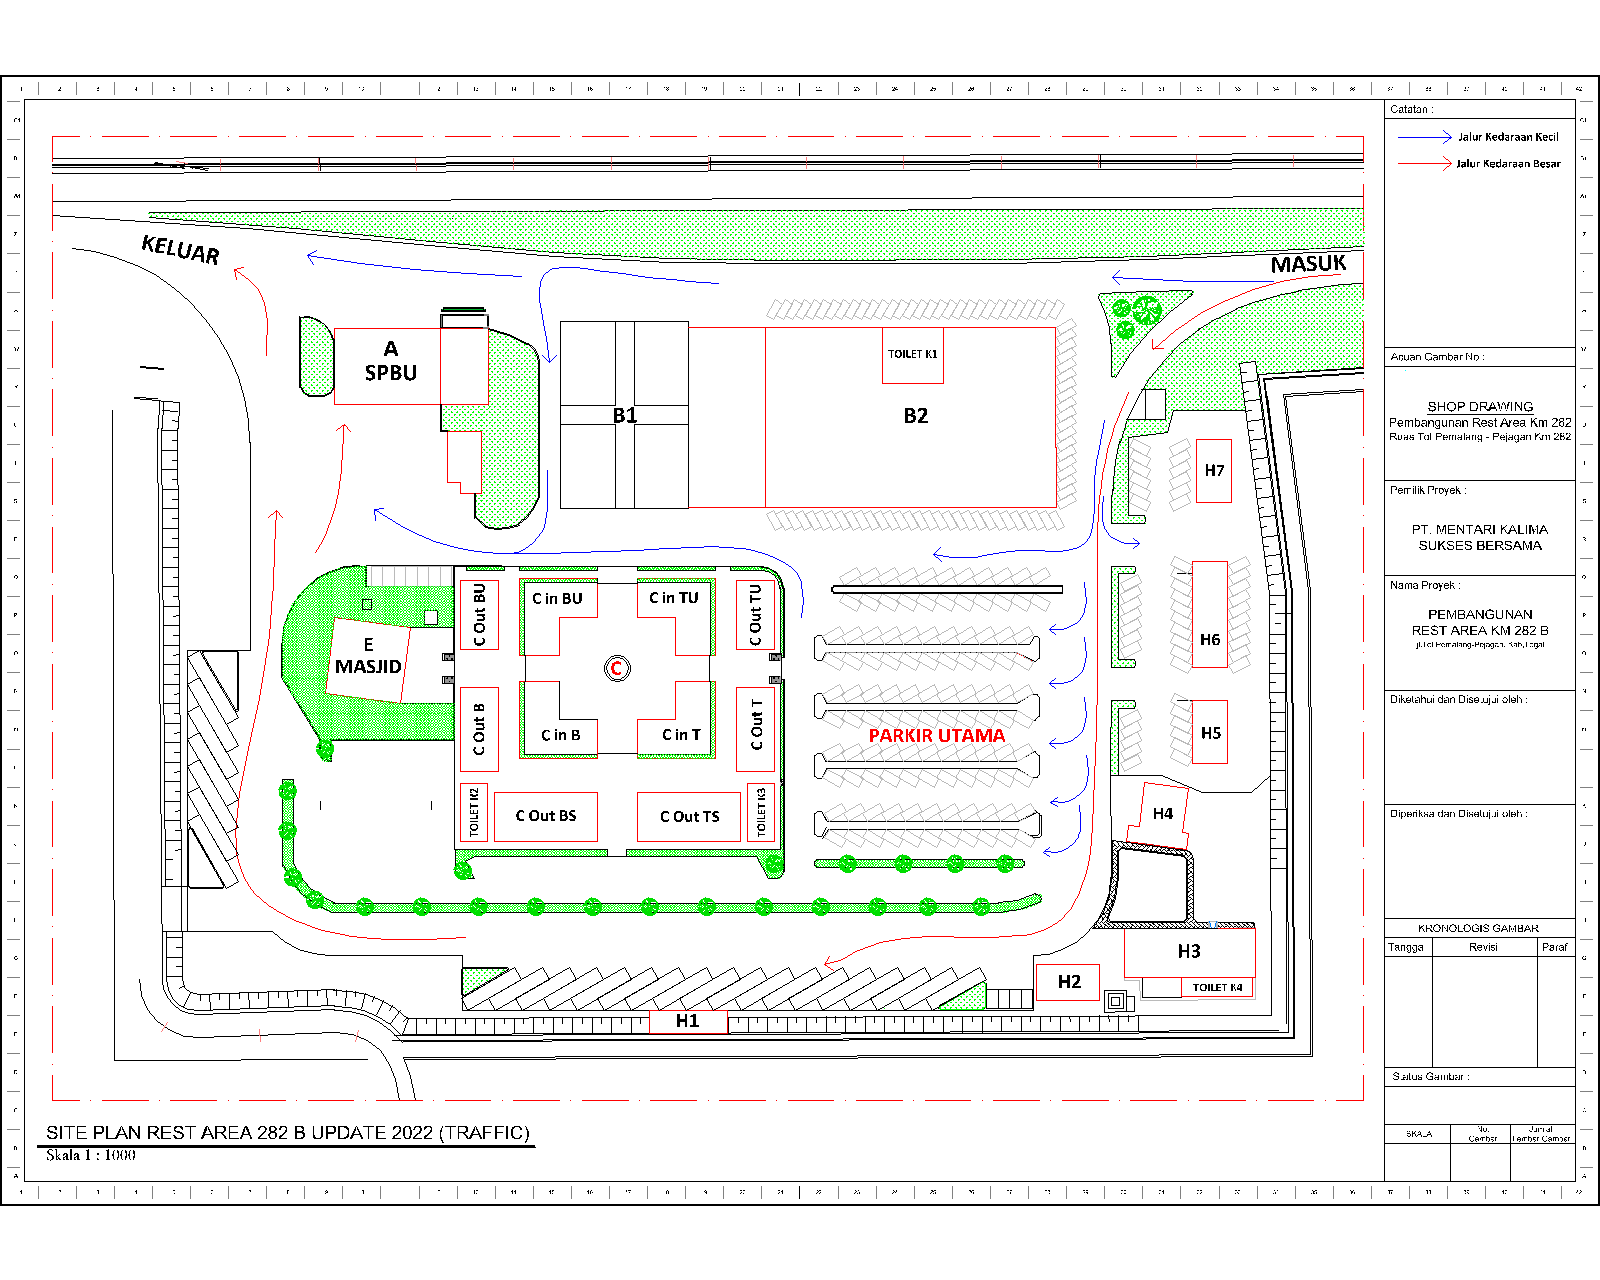 KELUAR
MASUK
A
SPBU
B1
TOILET K1
B2
H7
H6
H5
H4
H3
TOILET K4
H2
H1
E
MASJID
C Out BU
C in BU
C in TU
C Out TU
C
C Out B
C in B
C in T
C Out T
TOILET K2
C Out BS
C Out TS
TOILET K3
PARKIR UTAMA
SITE PLAN REST AREA 282 B UPDATE 2022 (TRAFFIC)
Skala 1 : 1000
Catatan :
Jalur Kedaraan Kecil
Jalur Kedaraan Besar
Acuan Gambar No :
SHOP DRAWING
Pembangunan Rest Area Km 282
Ruas Tol Pemalang - Pejagan Km 282
Pemilik Proyek :
PT. MENTARI KALIMA
SUKSES BERSAMA
Nama Proyek :
PEMBANGUNAN
REST AREA KM 282 B
Diketahui dan Disetujui oleh :
Diperiksa dan Disetujui oleh :
KRONOLOGIS GAMBAR
Tangga Revisi Paraf
Status Gambar :
SKALA
No.
Gambar
Jumlal
Lembar Gambar